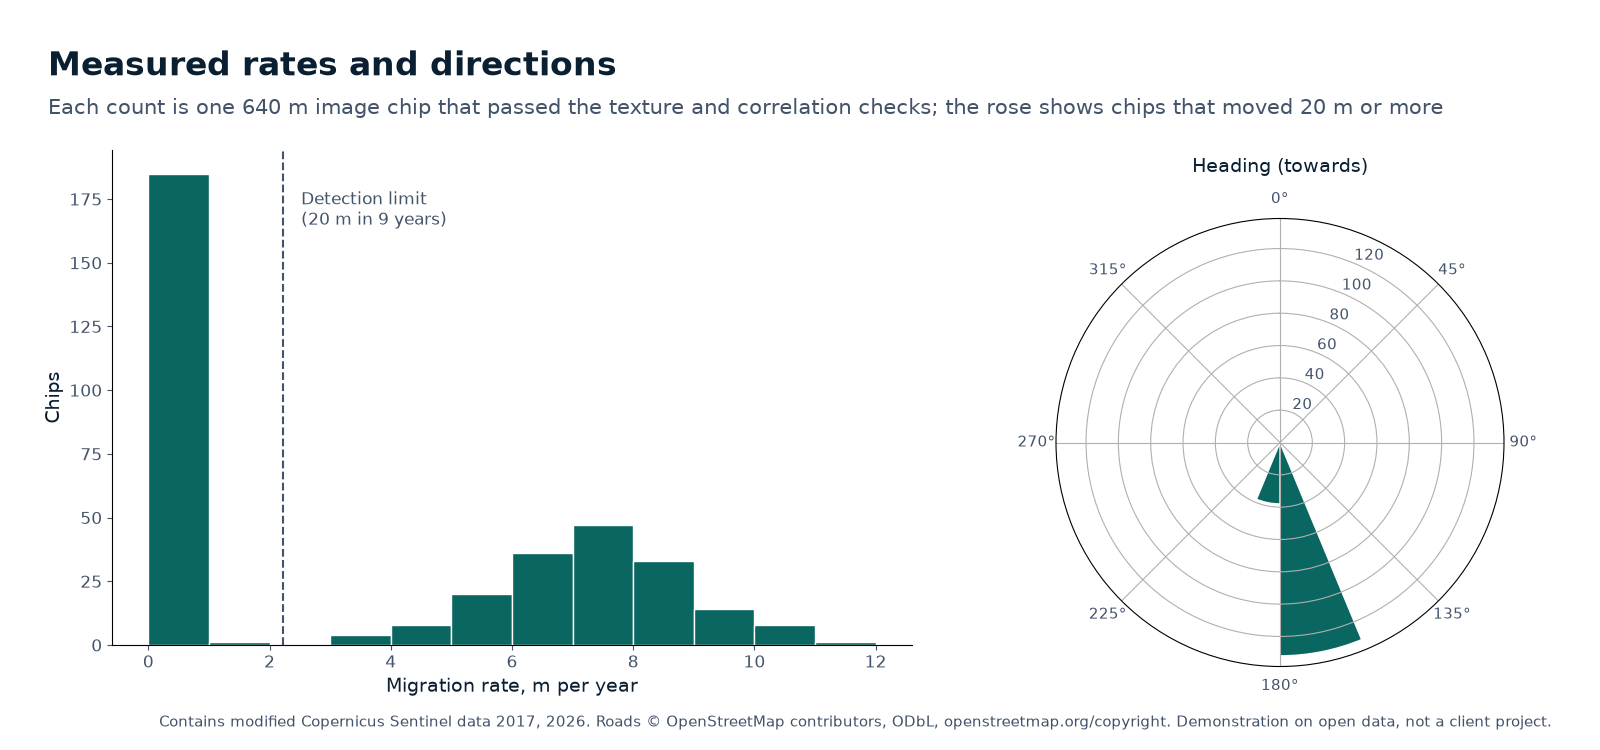 Measured rates and directions
Each count is one 640 m image chip that passed the texture and correlation checks; the rose shows chips that moved 20 m or more
Chips
175
150
125
100
75
50
25
0
Detection limit
(20 m in 9 years)
0 2 4 6 8 10 12
Migration rate, m per year
Heading (towards)
0°
45°
90°
135°
180°
225°
270°
315°
120
100
80
60
40
20
Contains modified Copernicus Sentinel data 2017, 2026. Roads © OpenStreetMap contributors, ODbL, openstreetmap.org/copyright. Demonstration on open data, not a client project.